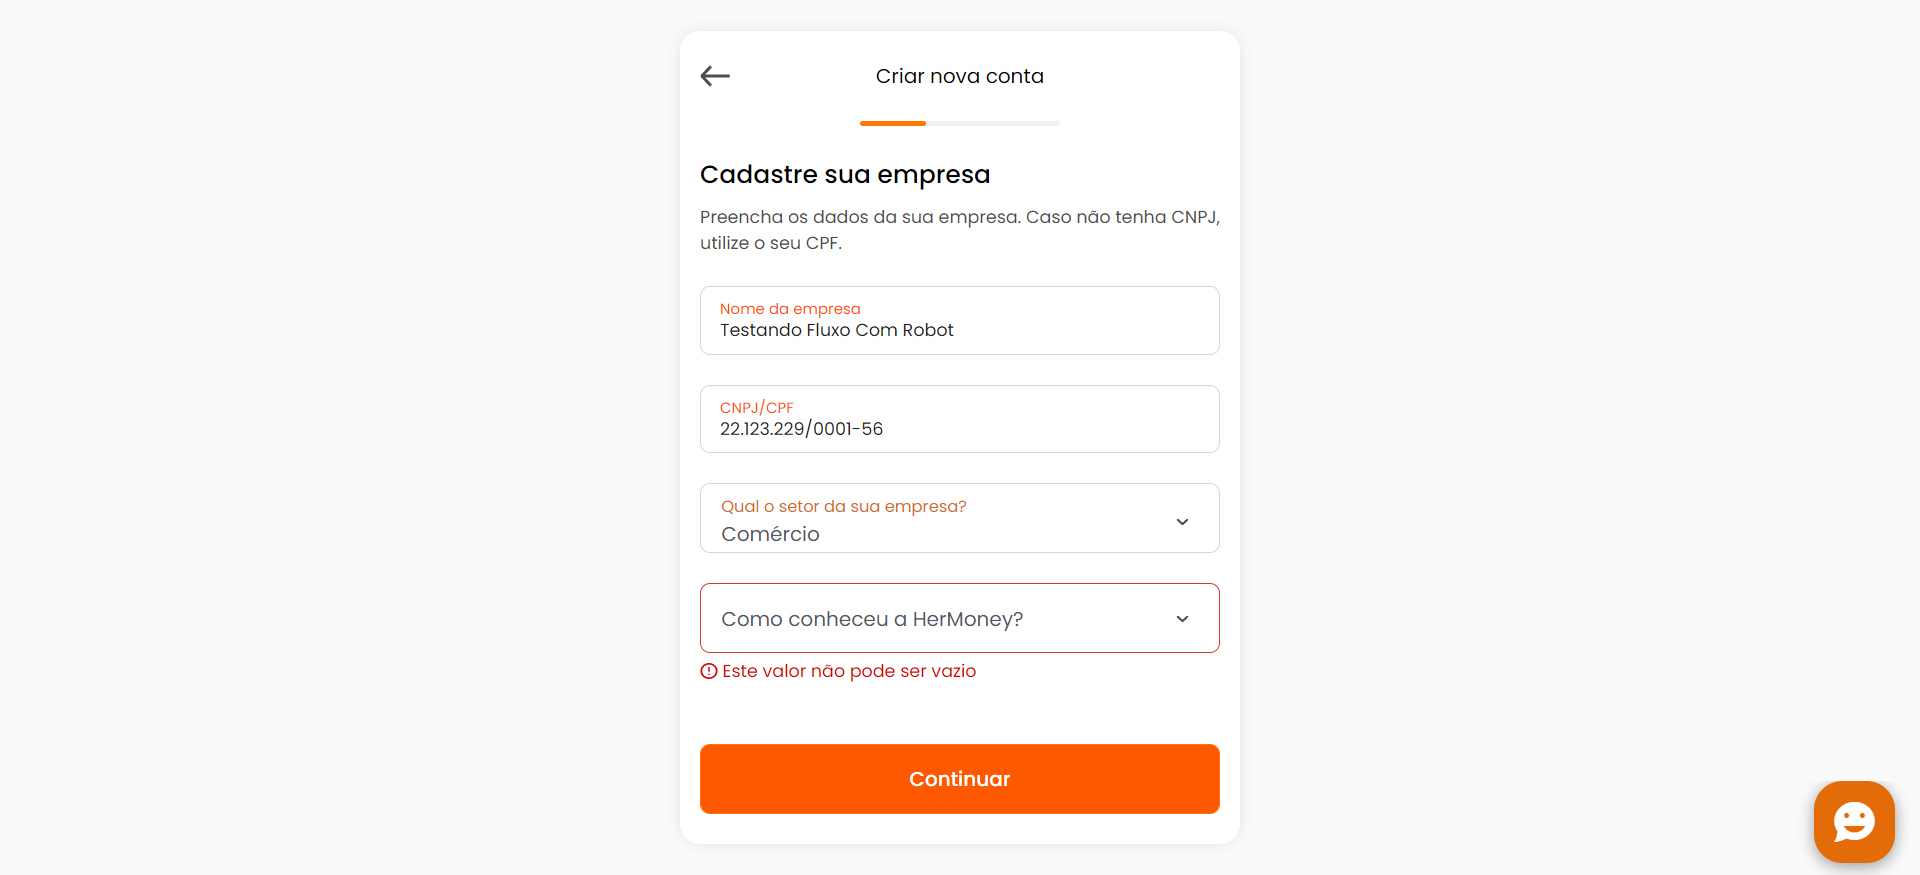 Criar nova conta
Cadastre sua empresa
Preencha os dados da sua empresa. Caso não tenha CNPJ,
utilize o seu CPF.
Nome da empresa
Testando Fluxo Com Robot
CNPJ/CPF
22.123.229/0001-56
Qual o setor da sua empresa?
Comércio
Como conheceu a HerMoney?
Este valor não pode ser vazio
Continuar